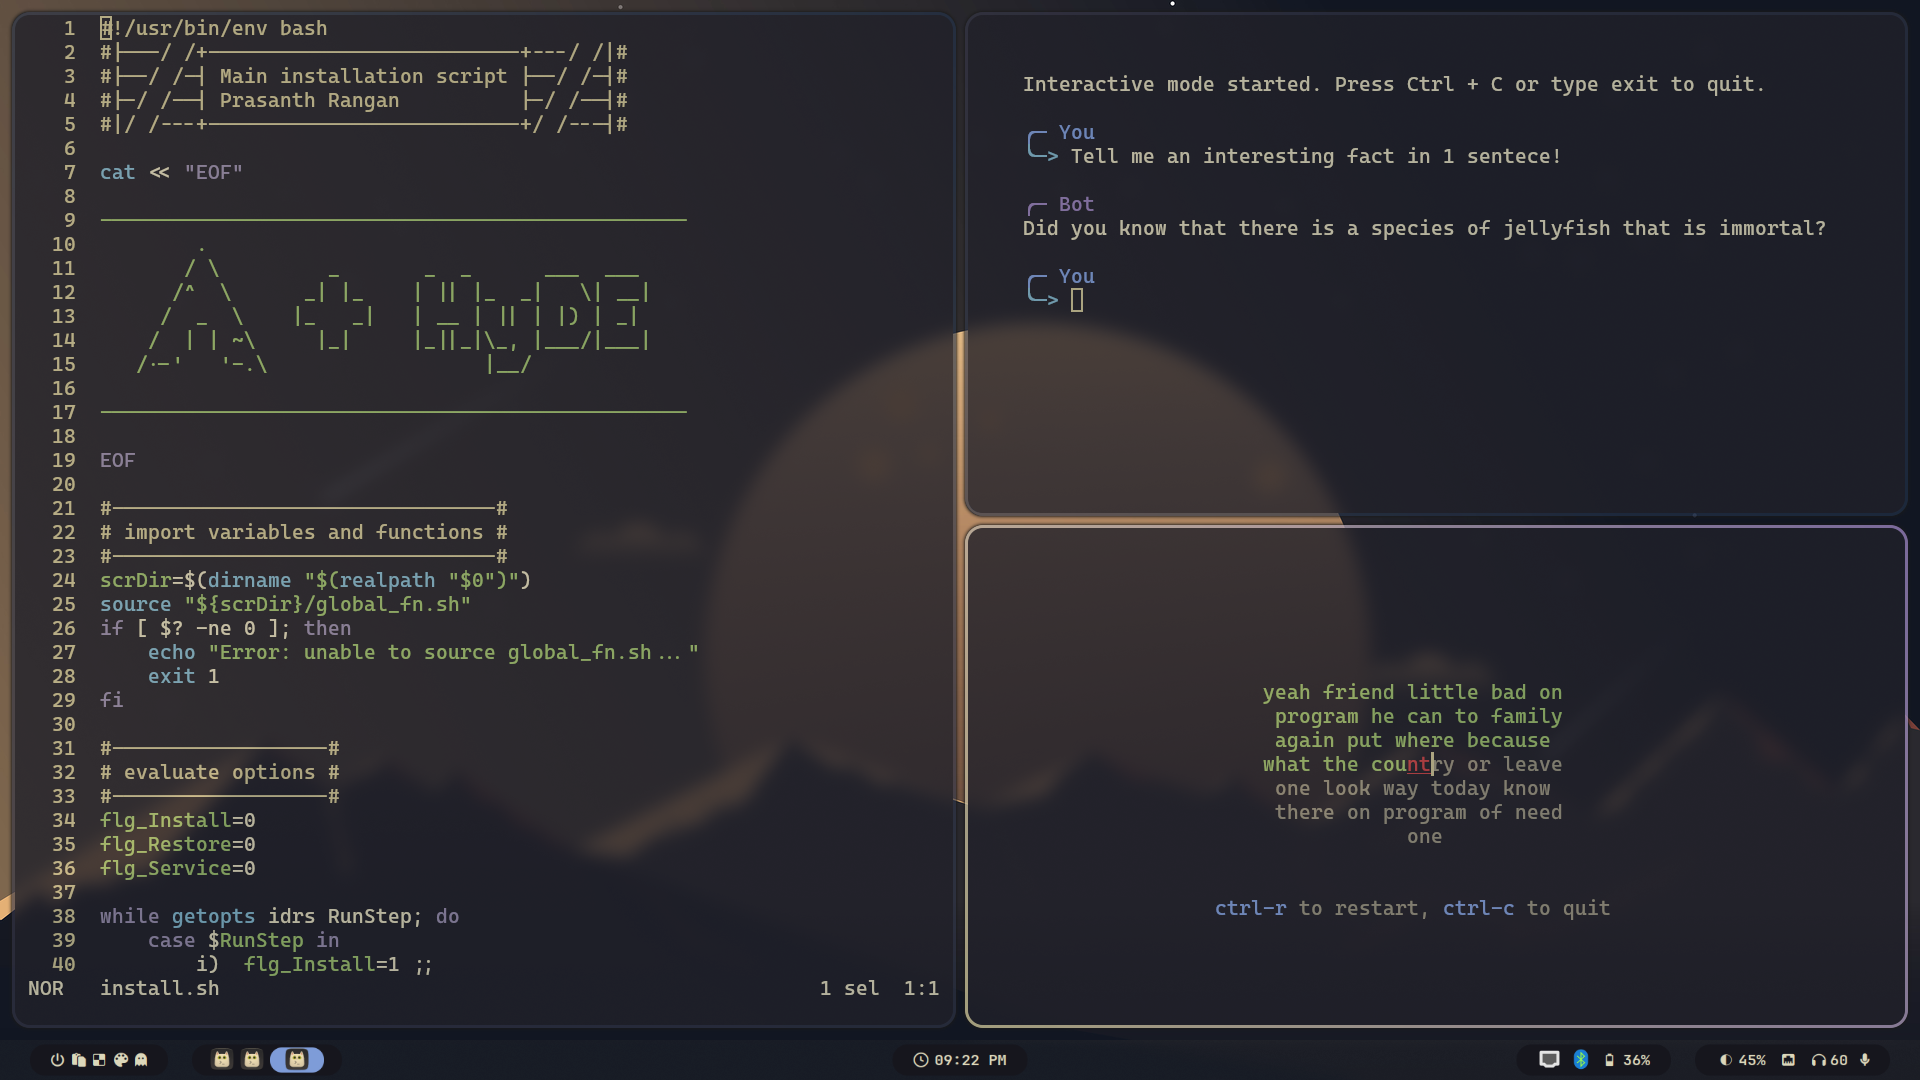 1 #!/usr/bin/env bash
2 #|---/ /+--------------------------+---/ /|#
3 #|--/ /-| Main installation script |--/ /-|#
4 #|-/ /--| Prasanth Rangan          |-/ /--|#
5 #|/ /---+--------------------------+/ /---|#
6
7 cat << "EOF"
8
9 -------------------------------------------------
10         .
11        / \            _       _  _      ___  ___
12       /^  \         _| |_    | || |_  _|   \| __|
13      /  _  \       |_   _|   | __ | || | |) | _|
14     /  | | ~\        |_|     |_||_|\_, |___/|___|
15    /.-'   '-.\                  |__/
16
17 -------------------------------------------------
18
19 EOF
20
21 #--------------------------------#
22 # import variables and functions #
23 #--------------------------------#
24 scrDir=$(dirname "$(realpath "$0")")
25 source "${scrDir}/global_fn.sh"
26 if [ $? -ne 0 ]; then
27     echo "Error: unable to source global_fn.sh..."
28     exit 1
29 fi
30
31 #------------------#
32 # evaluate options #
33 #------------------#
34 flg_Install=0
35 flg_Restore=0
36 flg_Service=0
37
38 while getopts idrs RunStep; do
39     case $RunStep in
40         i)  flg_Install=1 ;;
NOR   install.sh   1 sel  1:1
Interactive mode started. Press Ctrl + C or type exit to quit.
You
> Tell me an interesting fact in 1 sentece!
Bot
Did you know that there is a species of jellyfish that is immortal?
You
>
yeah friend little bad on
program he can to family
again put where because
what the country or leave
one look way today know
there on program of need
one
ctrl-r to restart, ctrl-c to quit
09:22 PM
36%
45%
60